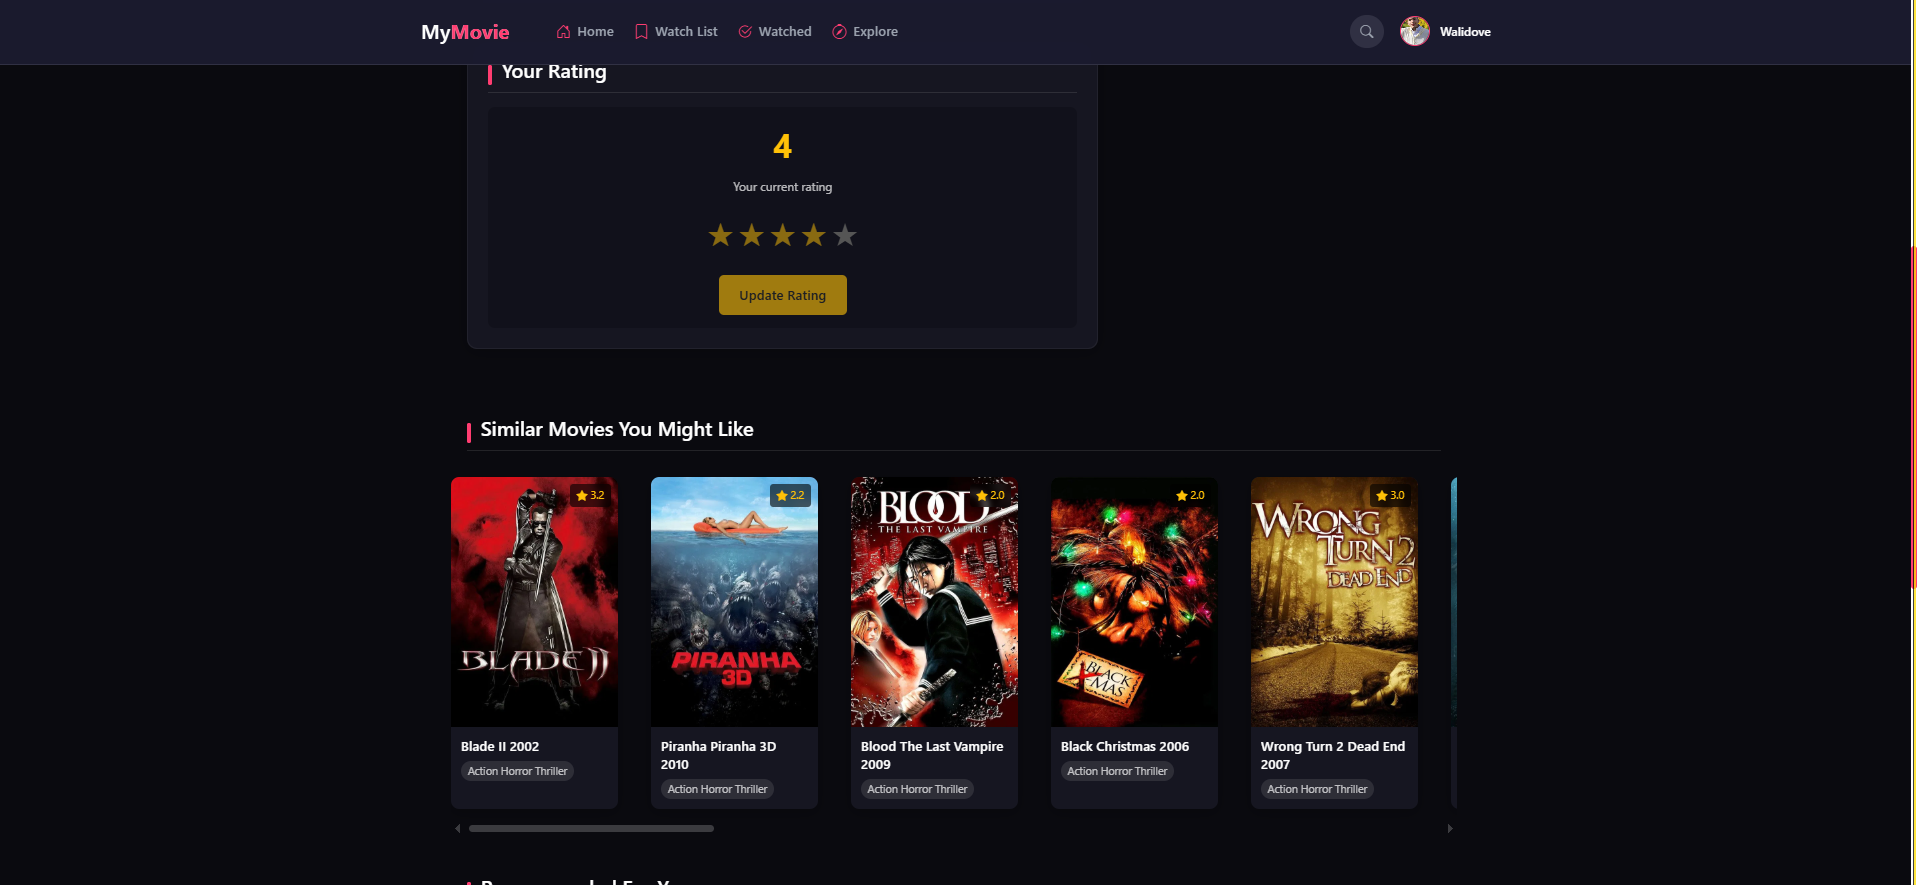 MyMovie
Home
Watch List
Watched
Explore
Walidove
Your Rating
4
Your current rating
Update Rating
Similar Movies You Might Like
3.2
BLADE II
Blade II 2002
Action Horror Thriller
2.2
PIRANHA
3D
Piranha Piranha 3D
2010
Action Horror Thriller
2.0
BLOOD
THE LAST VAMPIRE
Blood The Last Vampire
2009
Action Horror Thriller
2.0
BLACK
X-MAS
Black Christmas 2006
Action Horror Thriller
3.0
WRONG
TURN 2
DEAD END
Wrong Turn 2 Dead End
2007
Action Horror Thriller